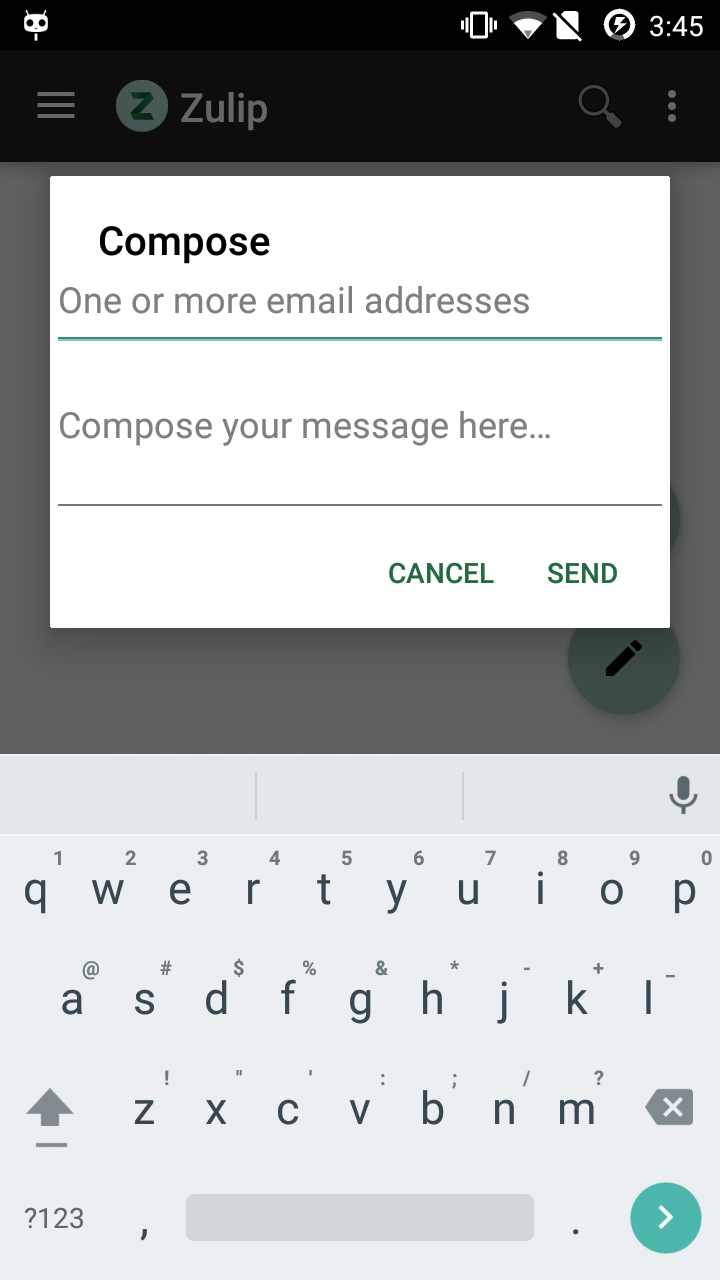 3:45
Z Zulip
Compose
One or more email addresses
Compose your message here...
CANCEL SEND
1 2 3 4 5 6 7 8 9 0
q w e r t y u i o p
@ # $ % & * - + _
a s d f g h j k l
! " ' : ; / ?
z x c v b n m
?123 , .